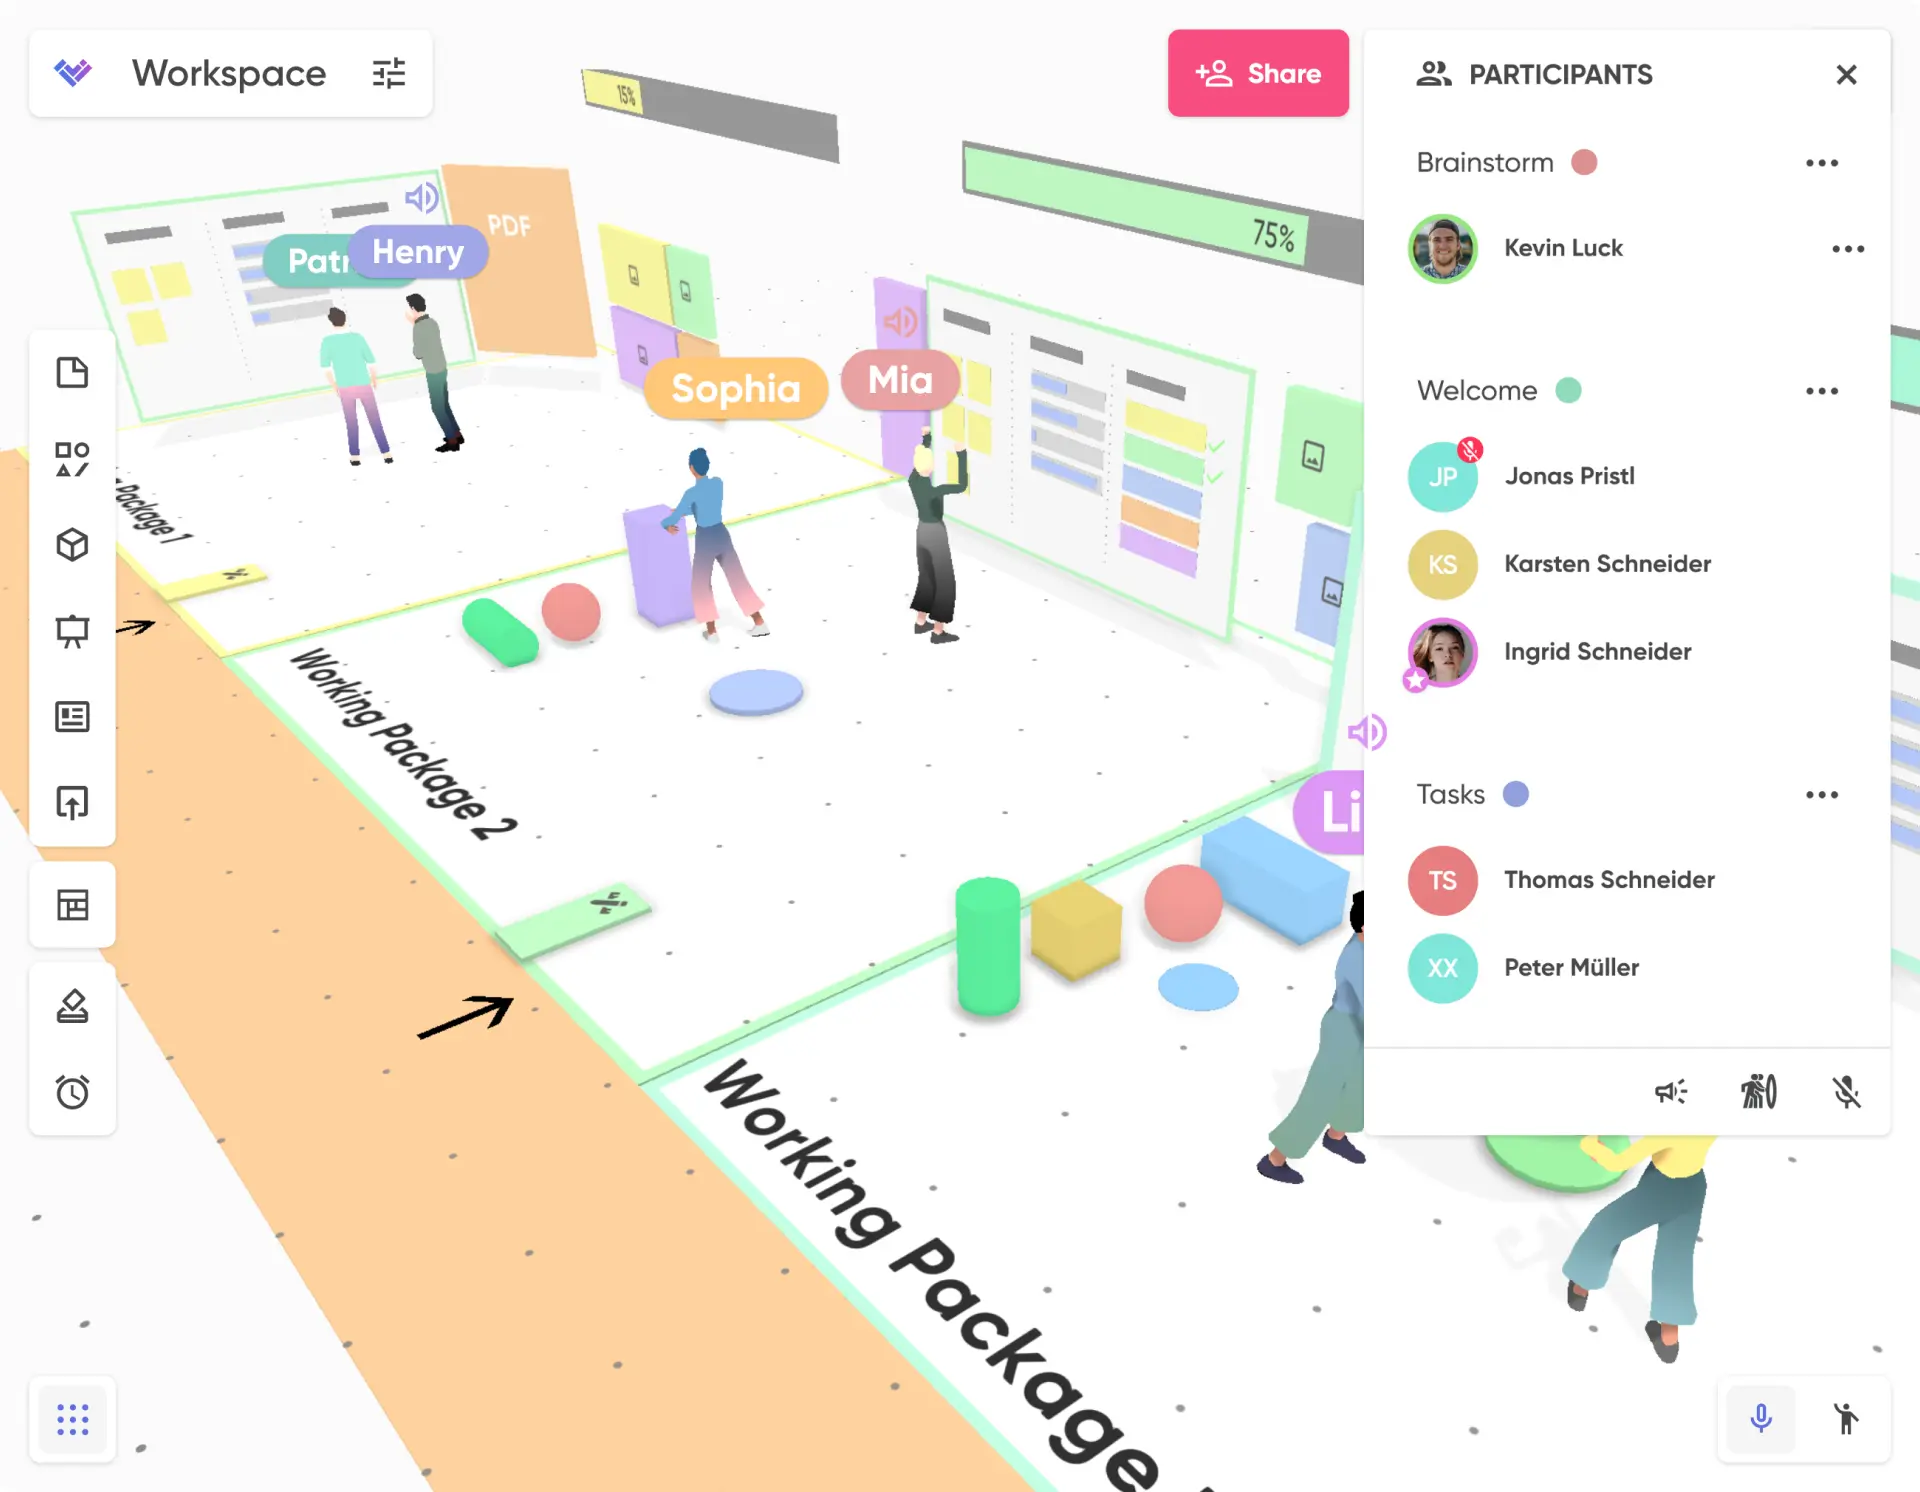 Workspace
15%
Share
PARTICIPANTS
Brainstorm
Kevin Luck
75%
PDF
Patr
Henry
Sophia
Mia
Welcome
JP
Jonas Pristl
KS
Karsten Schneider
Ingrid Schneider
Package 1
Working Package 2
Li
Tasks
TS
Thomas Schneider
XX
Peter Müller
Working Package